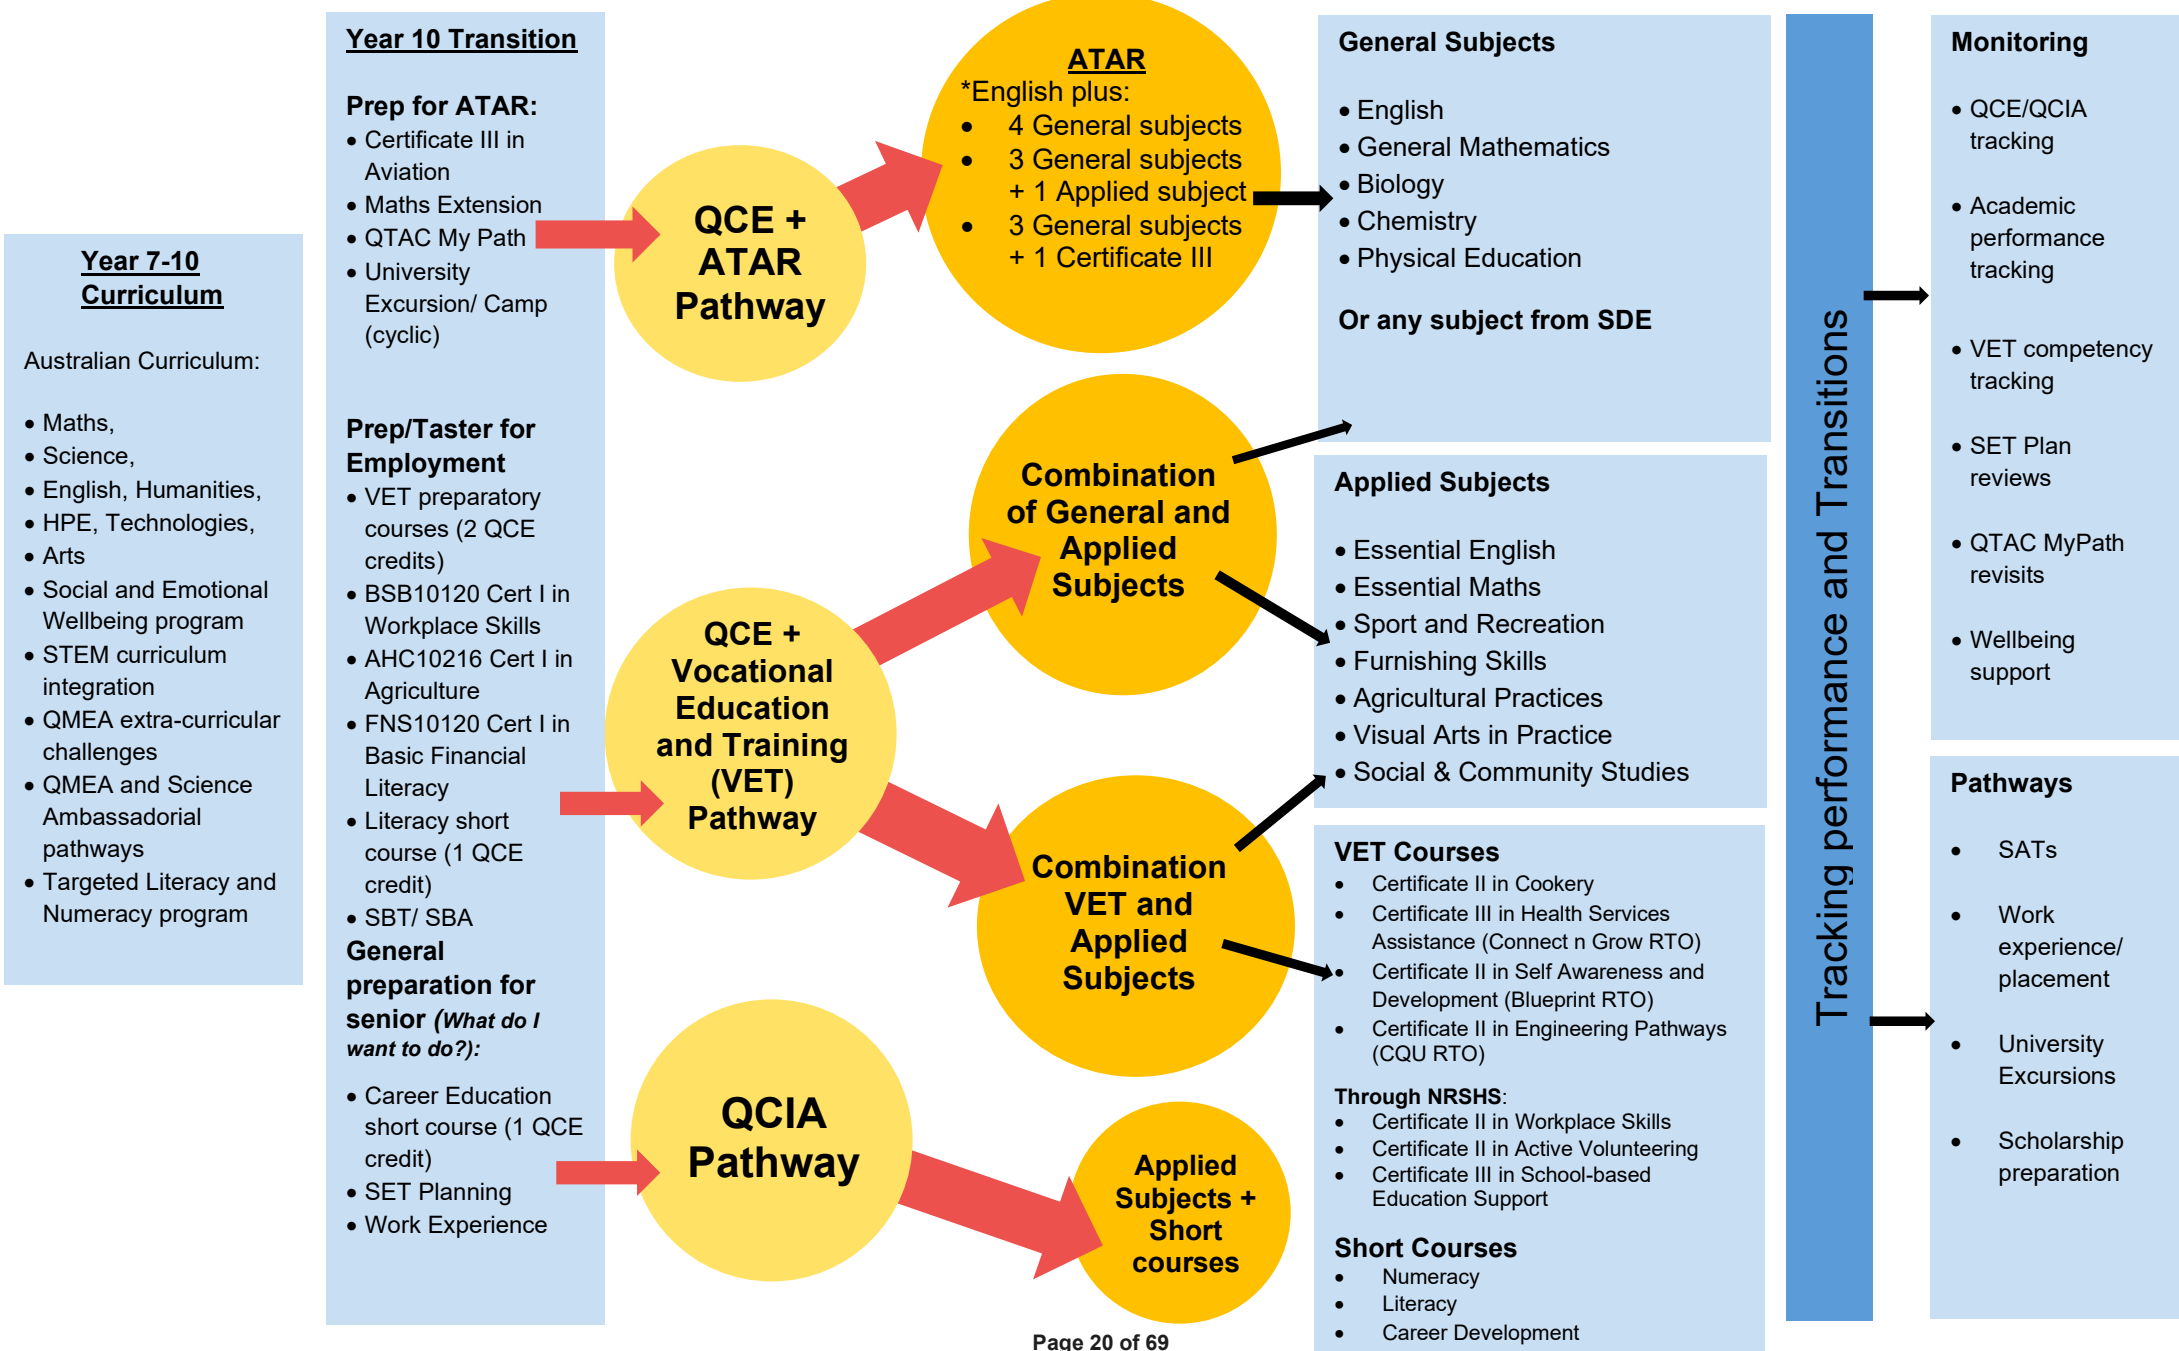 Year 7-10
Curriculum
Australian Curriculum:
• Maths,
• Science,
• English, Humanities,
• HPE, Technologies,
• Arts
• Social and Emotional
Wellbeing program
• STEM curriculum
integration
• QMEA extra-curricular
challenges
• QMEA and Science
Ambassadorial
pathways
• Targeted Literacy and
Numeracy program
Year 10 Transition
Prep for ATAR:
• Certificate III in
Aviation
• Maths Extension
• QTAC My Path
• University
Excursion/ Camp
(cyclic)
Prep/Taster for
Employment
• VET preparatory
courses (2 QCE
credits)
• BSB10120 Cert I in
Workplace Skills
• AHC10216 Cert I in
Agriculture
• FNS10120 Cert I in
Basic Financial
Literacy
• Literacy short
course (1 QCE
credit)
• SBT/ SBA
General
preparation for
senior (What do I
want to do?):
• Career Education
short course (1 QCE
credit)
• SET Planning
• Work Experience
QCE +
ATAR
Pathway
QCE +
Vocational
Education
and Training
(VET)
Pathway
QCIA
Pathway
ATAR
*English plus:
• 4 General subjects
• 3 General subjects
+ 1 Applied subject
• 3 General subjects
+ 1 Certificate III
Combination
of General and
Applied
Subjects
Combination
VET and
Applied
Subjects
Applied
Subjects +
Short
courses
General Subjects
• English
• General Mathematics
• Biology
• Chemistry
• Physical Education
Or any subject from SDE
Applied Subjects
• Essential English
• Essential Maths
• Sport and Recreation
• Furnishing Skills
• Agricultural Practices
• Visual Arts in Practice
• Social & Community Studies
VET Courses
• Certificate II in Cookery
• Certificate III in Health Services
Assistance (Connect n Grow RTO)
• Certificate II in Self Awareness and
Development (Blueprint RTO)
• Certificate II in Engineering Pathways
(CQU RTO)
Through NRSHS:
• Certificate II in Workplace Skills
• Certificate II in Active Volunteering
• Certificate III in School-based
Education Support
Short Courses
• Numeracy
• Literacy
• Career Development
Tracking performance and Transitions
Monitoring
• QCE/QCIA
tracking
• Academic
performance
tracking
• VET competency
tracking
• SET Plan
reviews
• QTAC MyPath
revisits
• Wellbeing
support
Pathways
• SATs
• Work
experience/
placement
• University
Excursions
• Scholarship
preparation
Page 20 of 69